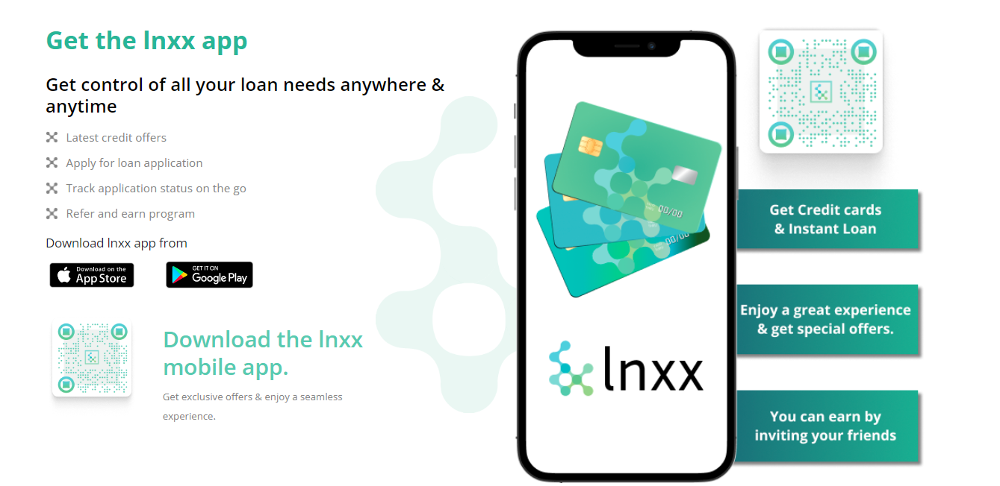 Get the lnxx app
Get control of all your loan needs anywhere &
anytime
Latest credit offers
Apply for loan application
Track application status on the go
Refer and earn program
Download lnxx app from
Download on the
App Store
GET IT ON
Google Play
Download the lnxx
mobile app.
Get exclusive offers & enjoy a seamless
experience.
00/00
00/00
lnxx
Get Credit cards
& Instant Loan
Enjoy a great experience
& get special offers.
You can earn by
inviting your friends